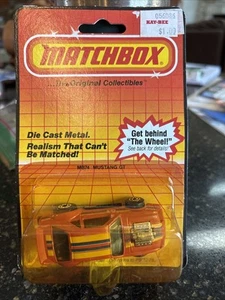 KAY-BEE
MATCHBOX
The Original Collectibles
Die Cast Metal.
Realism That Can't
Be Matched!
Get behind
"The Wheel!"
See back for details
MUSTANG GT